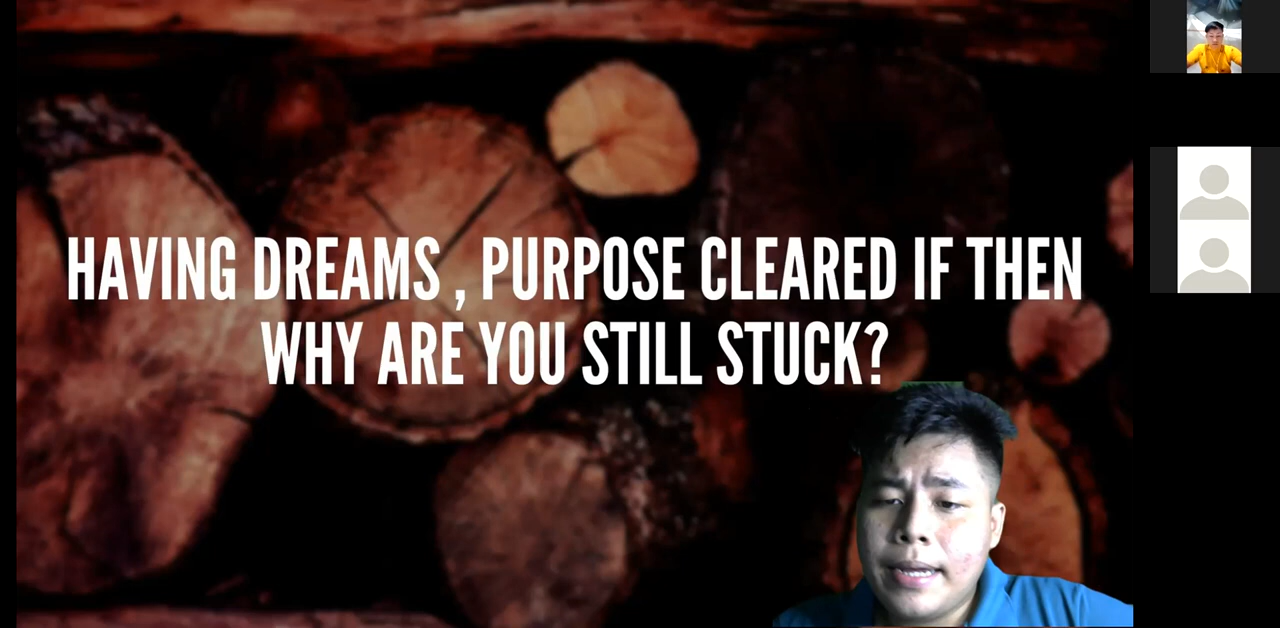 HAVING DREAMS , PURPOSE CLEARED IF THEN
WHY ARE YOU STILL STUCK?